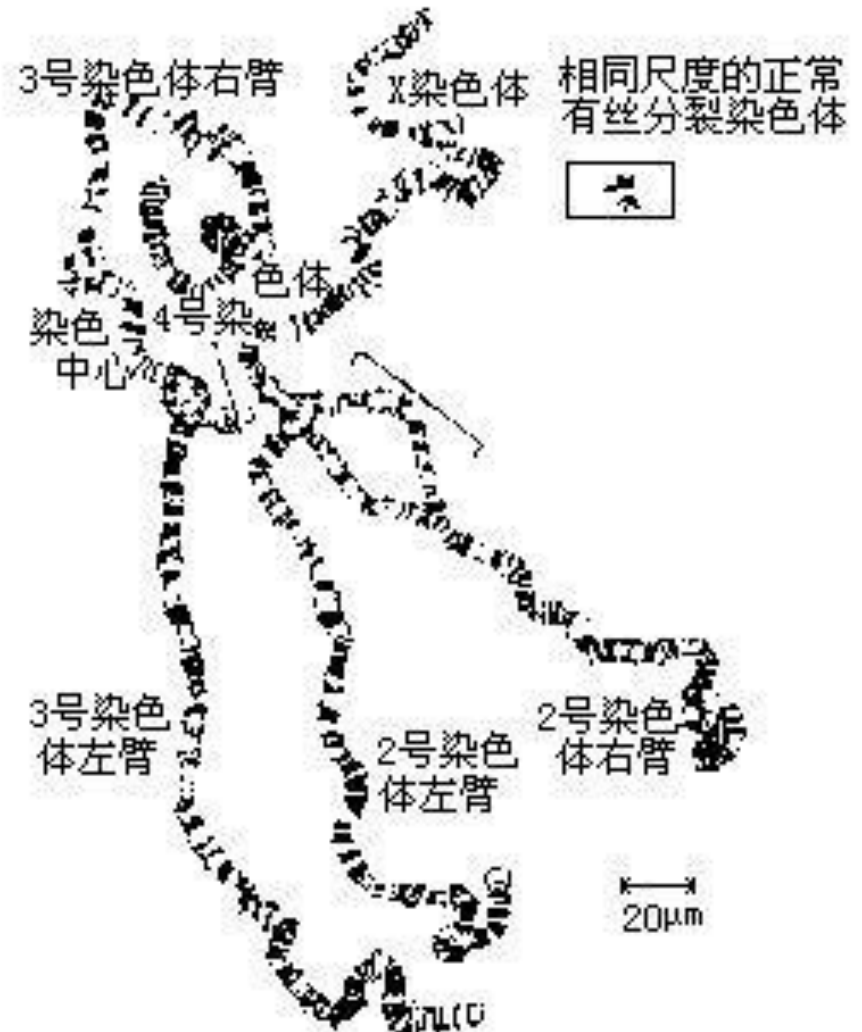 3号染色体右臂
X染色体
相同尺度的正常
有丝分裂染色体
色体
4号染
染色
中心
3号染色
体左臂
2号染色
体左臂
2号染色
体右臂
20μm